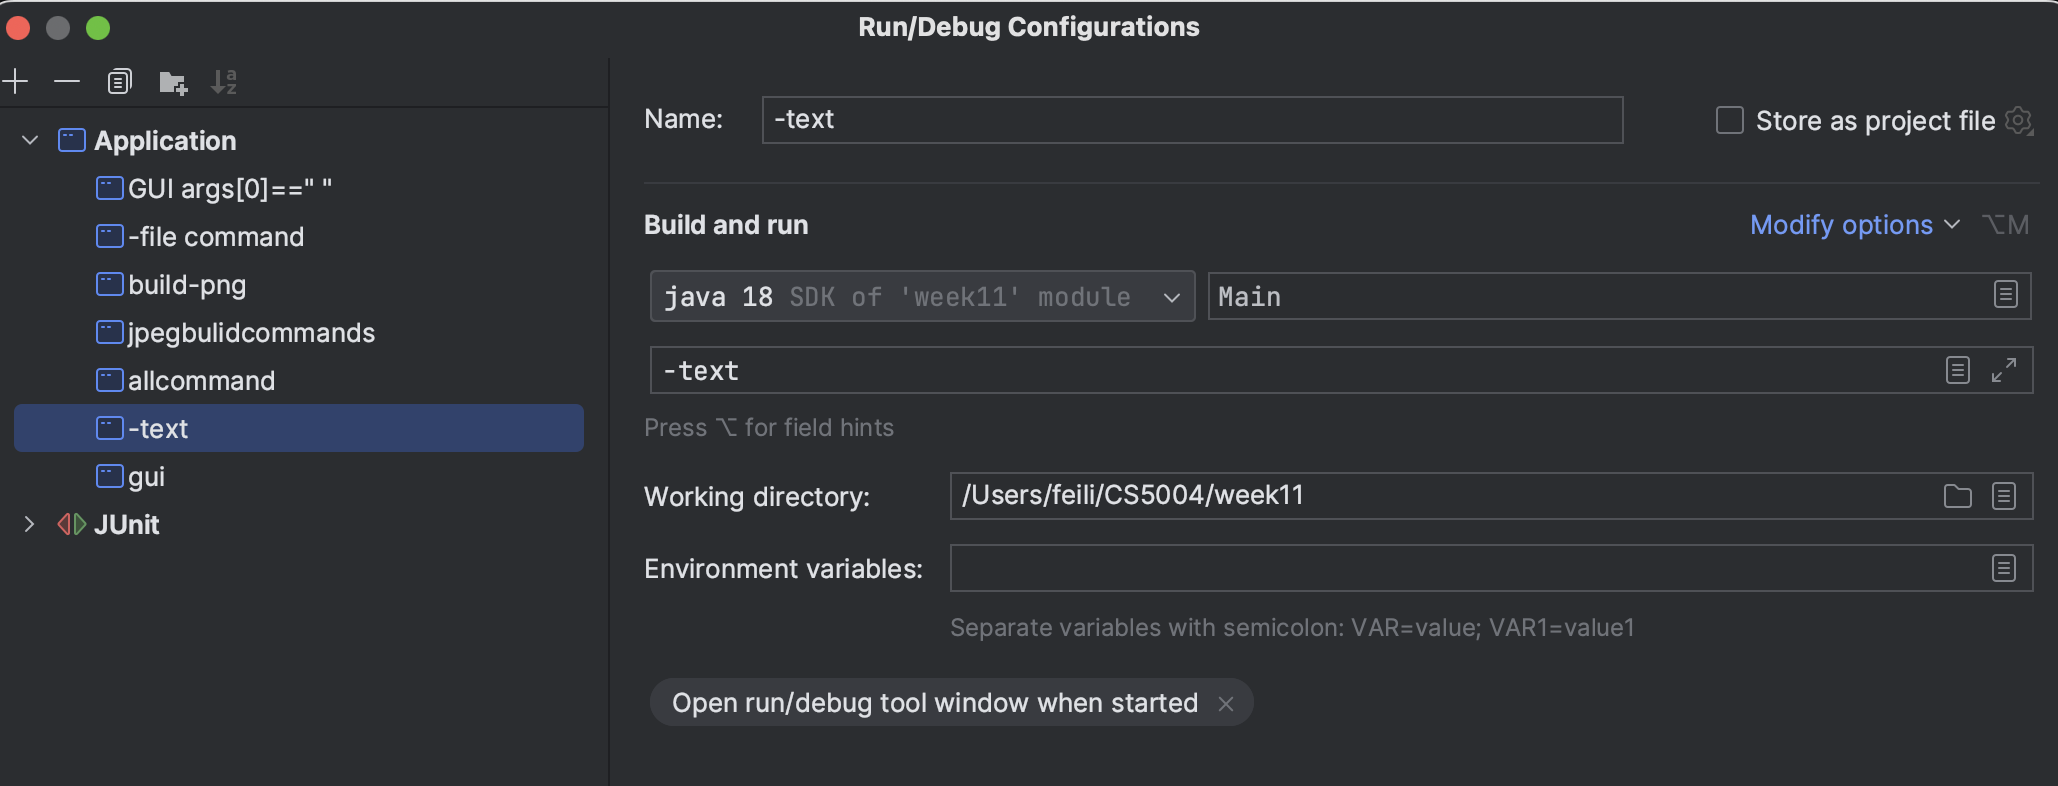 Run/Debug Configurations
Application
GUI args[0]==" "
-file command
build-png
jpegbulidcommands
allcommand
-text
gui
JUnit
Name: -text Store as project file
Build and run Modify options ⌥M
java 18 SDK of 'week11' module Main
-text
Press ⌥ for field hints
Working directory: /Users/feili/CS5004/week11
Environment variables:
Separate variables with semicolon: VAR=value; VAR1=value1
Open run/debug tool window when started